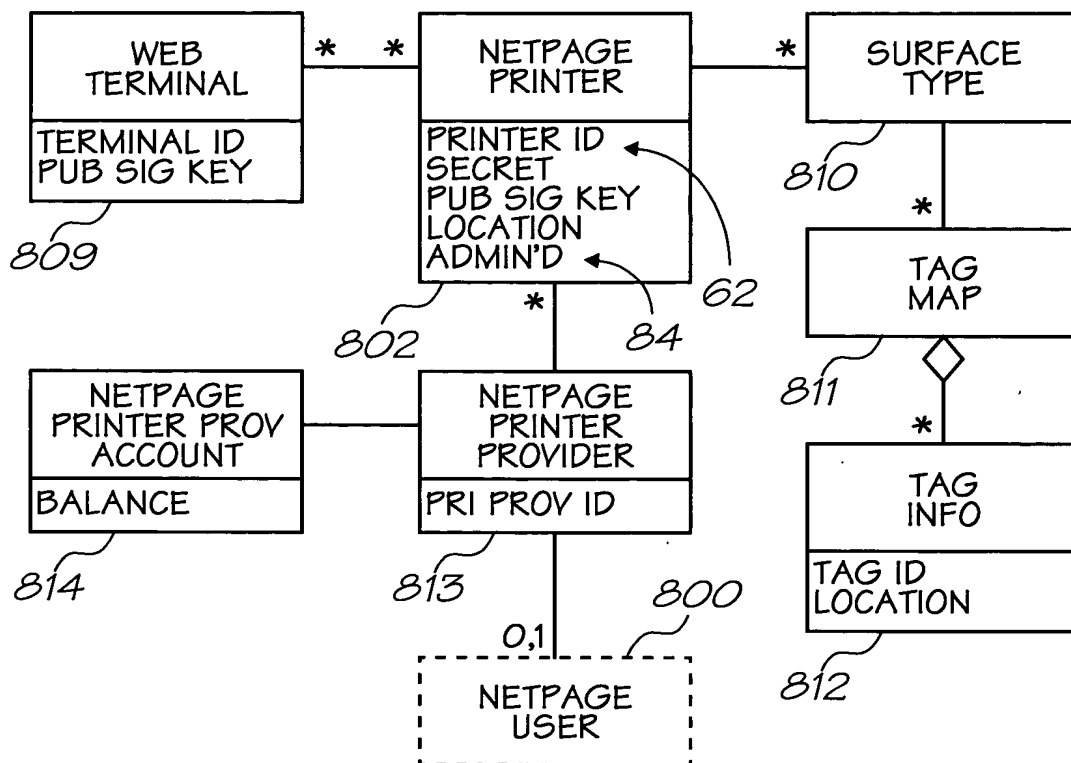 WEB
TERMINAL
TERMINAL ID
PUB SIG KEY
809
*
*
NETPAGE
PRINTER
PRINTER ID
SECRET
PUB SIG KEY
LOCATION
ADMIN'D
62
84
802
*
*
SURFACE
TYPE
810
*
TAG
MAP
811
*
TAG
INFO
TAG ID
LOCATION
812
NETPAGE
PRINTER PROV
ACCOUNT
BALANCE
814
NETPAGE
PRINTER
PROVIDER
PRI PROV ID
813
800
0,1
NETPAGE
USER